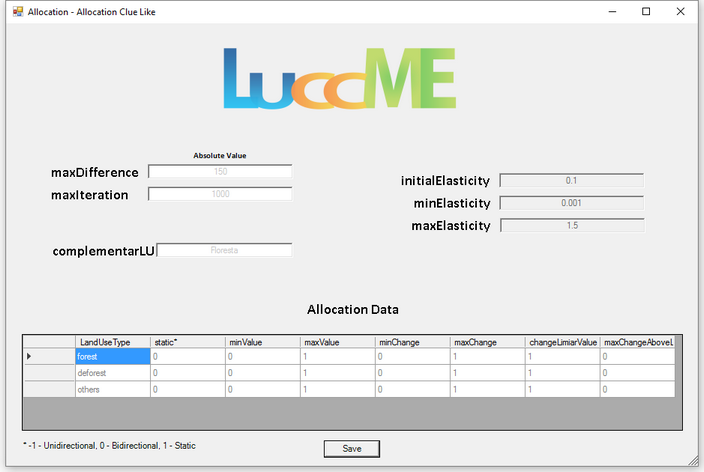 Allocation - Allocation Clue Like
LuccME
Absolute Value
maxDifference 150
maxIteration 1000
complementarLU Floresta
initialElasticity 0.1
minElasticity 0.001
maxElasticity 1.5
Allocation Data
LandUseType static* minValue maxValue minChange maxChange changeLimiarValue maxChangeAboveL
forest 0 0 1 0 1 1 0
deforest 0 0 1 0 1 1 0
others 0 0 1 0 1 1 0
* -1 - Unidirectional, 0 - Bidirectional, 1 - Static
Save